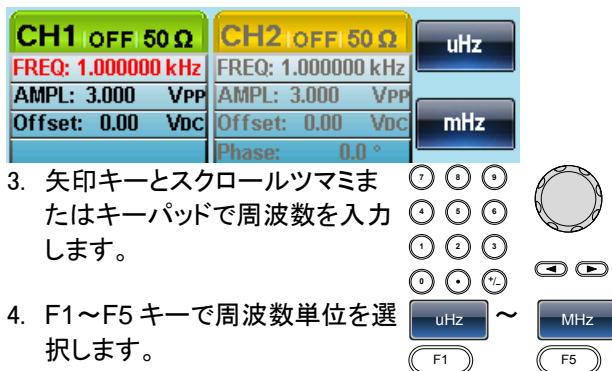 CH1 OFF 50 Ω CH2 OFF 50 Ω uHz
FREQ: 1.000000 kHz FREQ: 1.000000 kHz
AMPL: 3.000 VPP AMPL: 3.000 VPP
Offset: 0.00 VDC Offset: 0.00 VDC mHz
Phase: 0.0 °
3. 矢印キーとスクロールツマミま
たはキーパッドで周波数を入力
します。
7 8 9
4 5 6
1 2 3
0 • +/-
4. F1～F5 キーで周波数単位を選
択します。
uHz ～ MHz
F1 F5